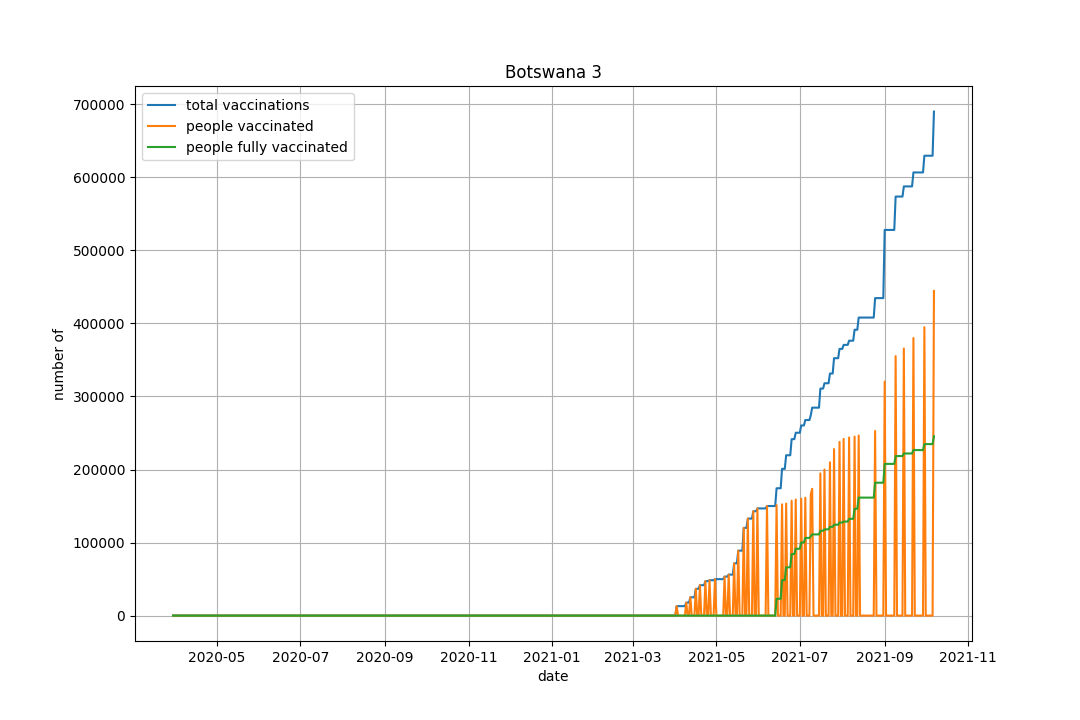 Botswana 3
total vaccinations
people vaccinated
people fully vaccinated
700000
600000
500000
400000
300000
200000
100000
0
number of
2020-05 2020-07 2020-09 2020-11 2021-01 2021-03 2021-05 2021-07 2021-09 2021-11
date